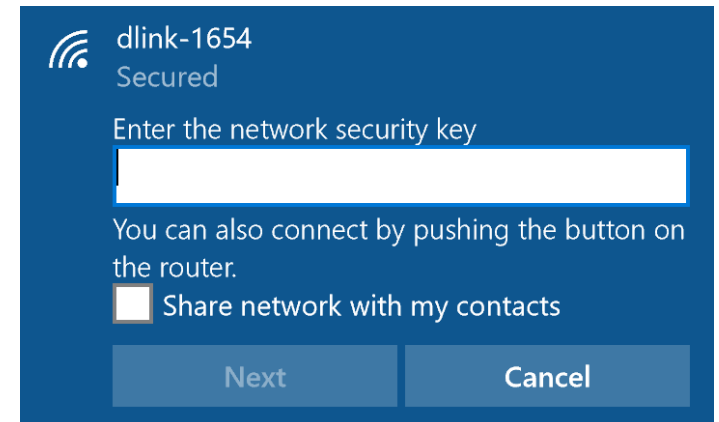 dlink-1654
Secured
Enter the network security key
You can also connect by pushing the button on
the router.
Share network with my contacts
Next
Cancel